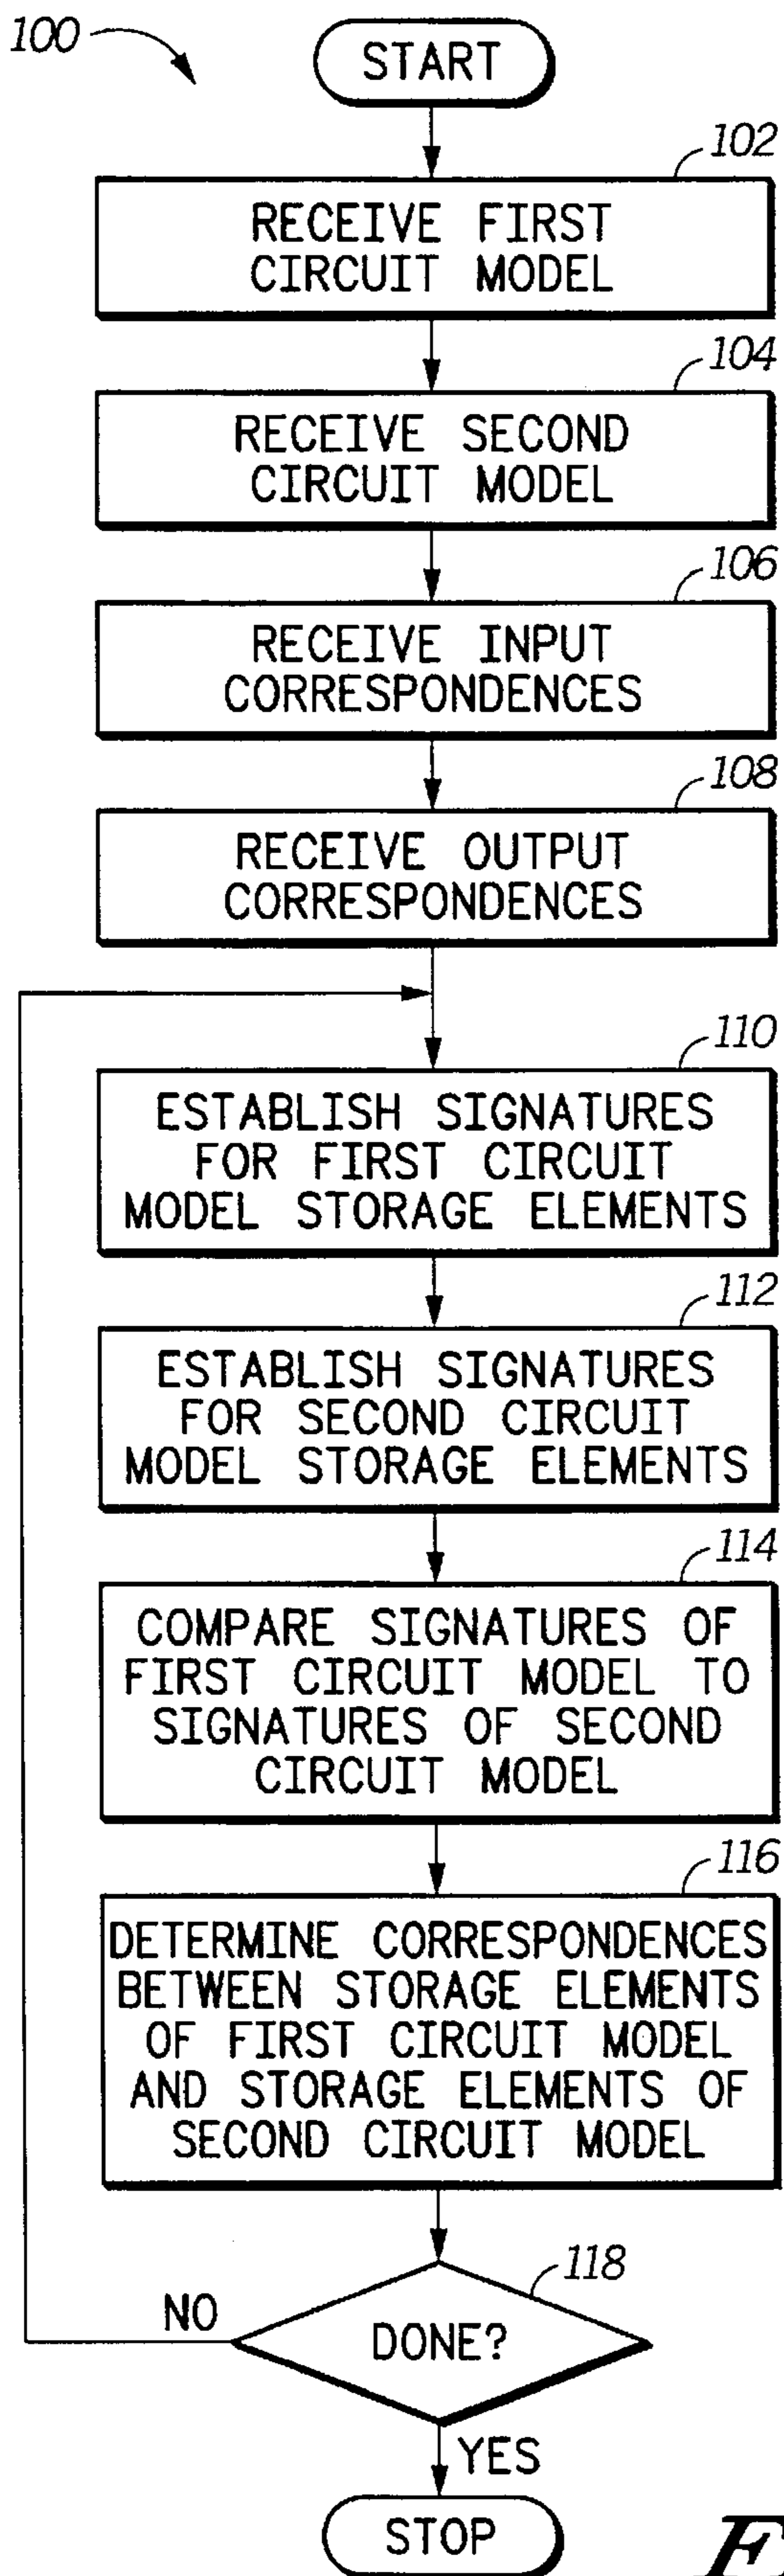 100
START
102
RECEIVE FIRST
CIRCUIT MODEL
104
RECEIVE SECOND
CIRCUIT MODEL
106
RECEIVE INPUT
CORRESPONDENCES
108
RECEIVE OUTPUT
CORRESPONDENCES
110
ESTABLISH SIGNATURES
FOR FIRST CIRCUIT
MODEL STORAGE ELEMENTS
112
ESTABLISH SIGNATURES
FOR SECOND CIRCUIT
MODEL STORAGE ELEMENTS
114
COMPARE SIGNATURES OF
FIRST CIRCUIT MODEL TO
SIGNATURES OF SECOND
CIRCUIT MODEL
116
DETERMINE CORRESPONDENCES
BETWEEN STORAGE ELEMENTS
OF FIRST CIRCUIT MODEL
AND STORAGE ELEMENTS OF
SECOND CIRCUIT MODEL
118
NO
DONE?
YES
STOP